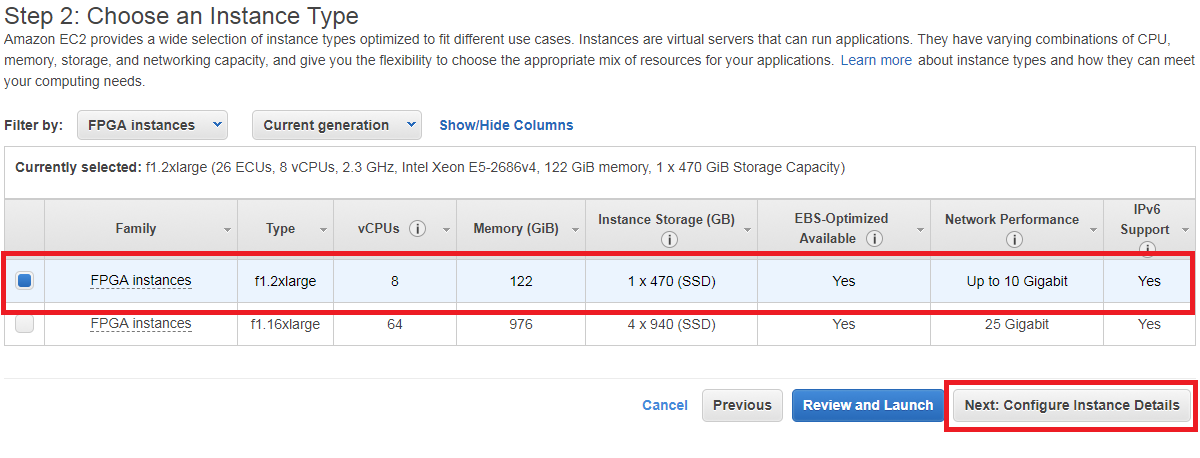 Step 2: Choose an Instance Type
Amazon EC2 provides a wide selection of instance types optimized to fit different use cases. Instances are virtual servers that can run applications. They have varying combinations of CPU,
memory, storage, and networking capacity, and give you the flexibility to choose the appropriate mix of resources for your applications. Learn more about instance types and how they can meet
your computing needs.
Filter by: FPGA instances Current generation Show/Hide Columns
Currently selected: f1.2xlarge (26 ECUs, 8 vCPUs, 2.3 GHz, Intel Xeon E5-2686v4, 122 GiB memory, 1 x 470 GiB Storage Capacity)
Family Type vCPUs i Memory (GiB) Instance Storage (GB) i EBS-Optimized Available i Network Performance i IPv6 Support i
FPGA instances f1.2xlarge 8 122 1 x 470 (SSD) Yes Up to 10 Gigabit Yes
FPGA instances f1.16xlarge 64 976 4 x 940 (SSD) Yes 25 Gigabit Yes
Cancel Previous Review and Launch Next: Configure Instance Details